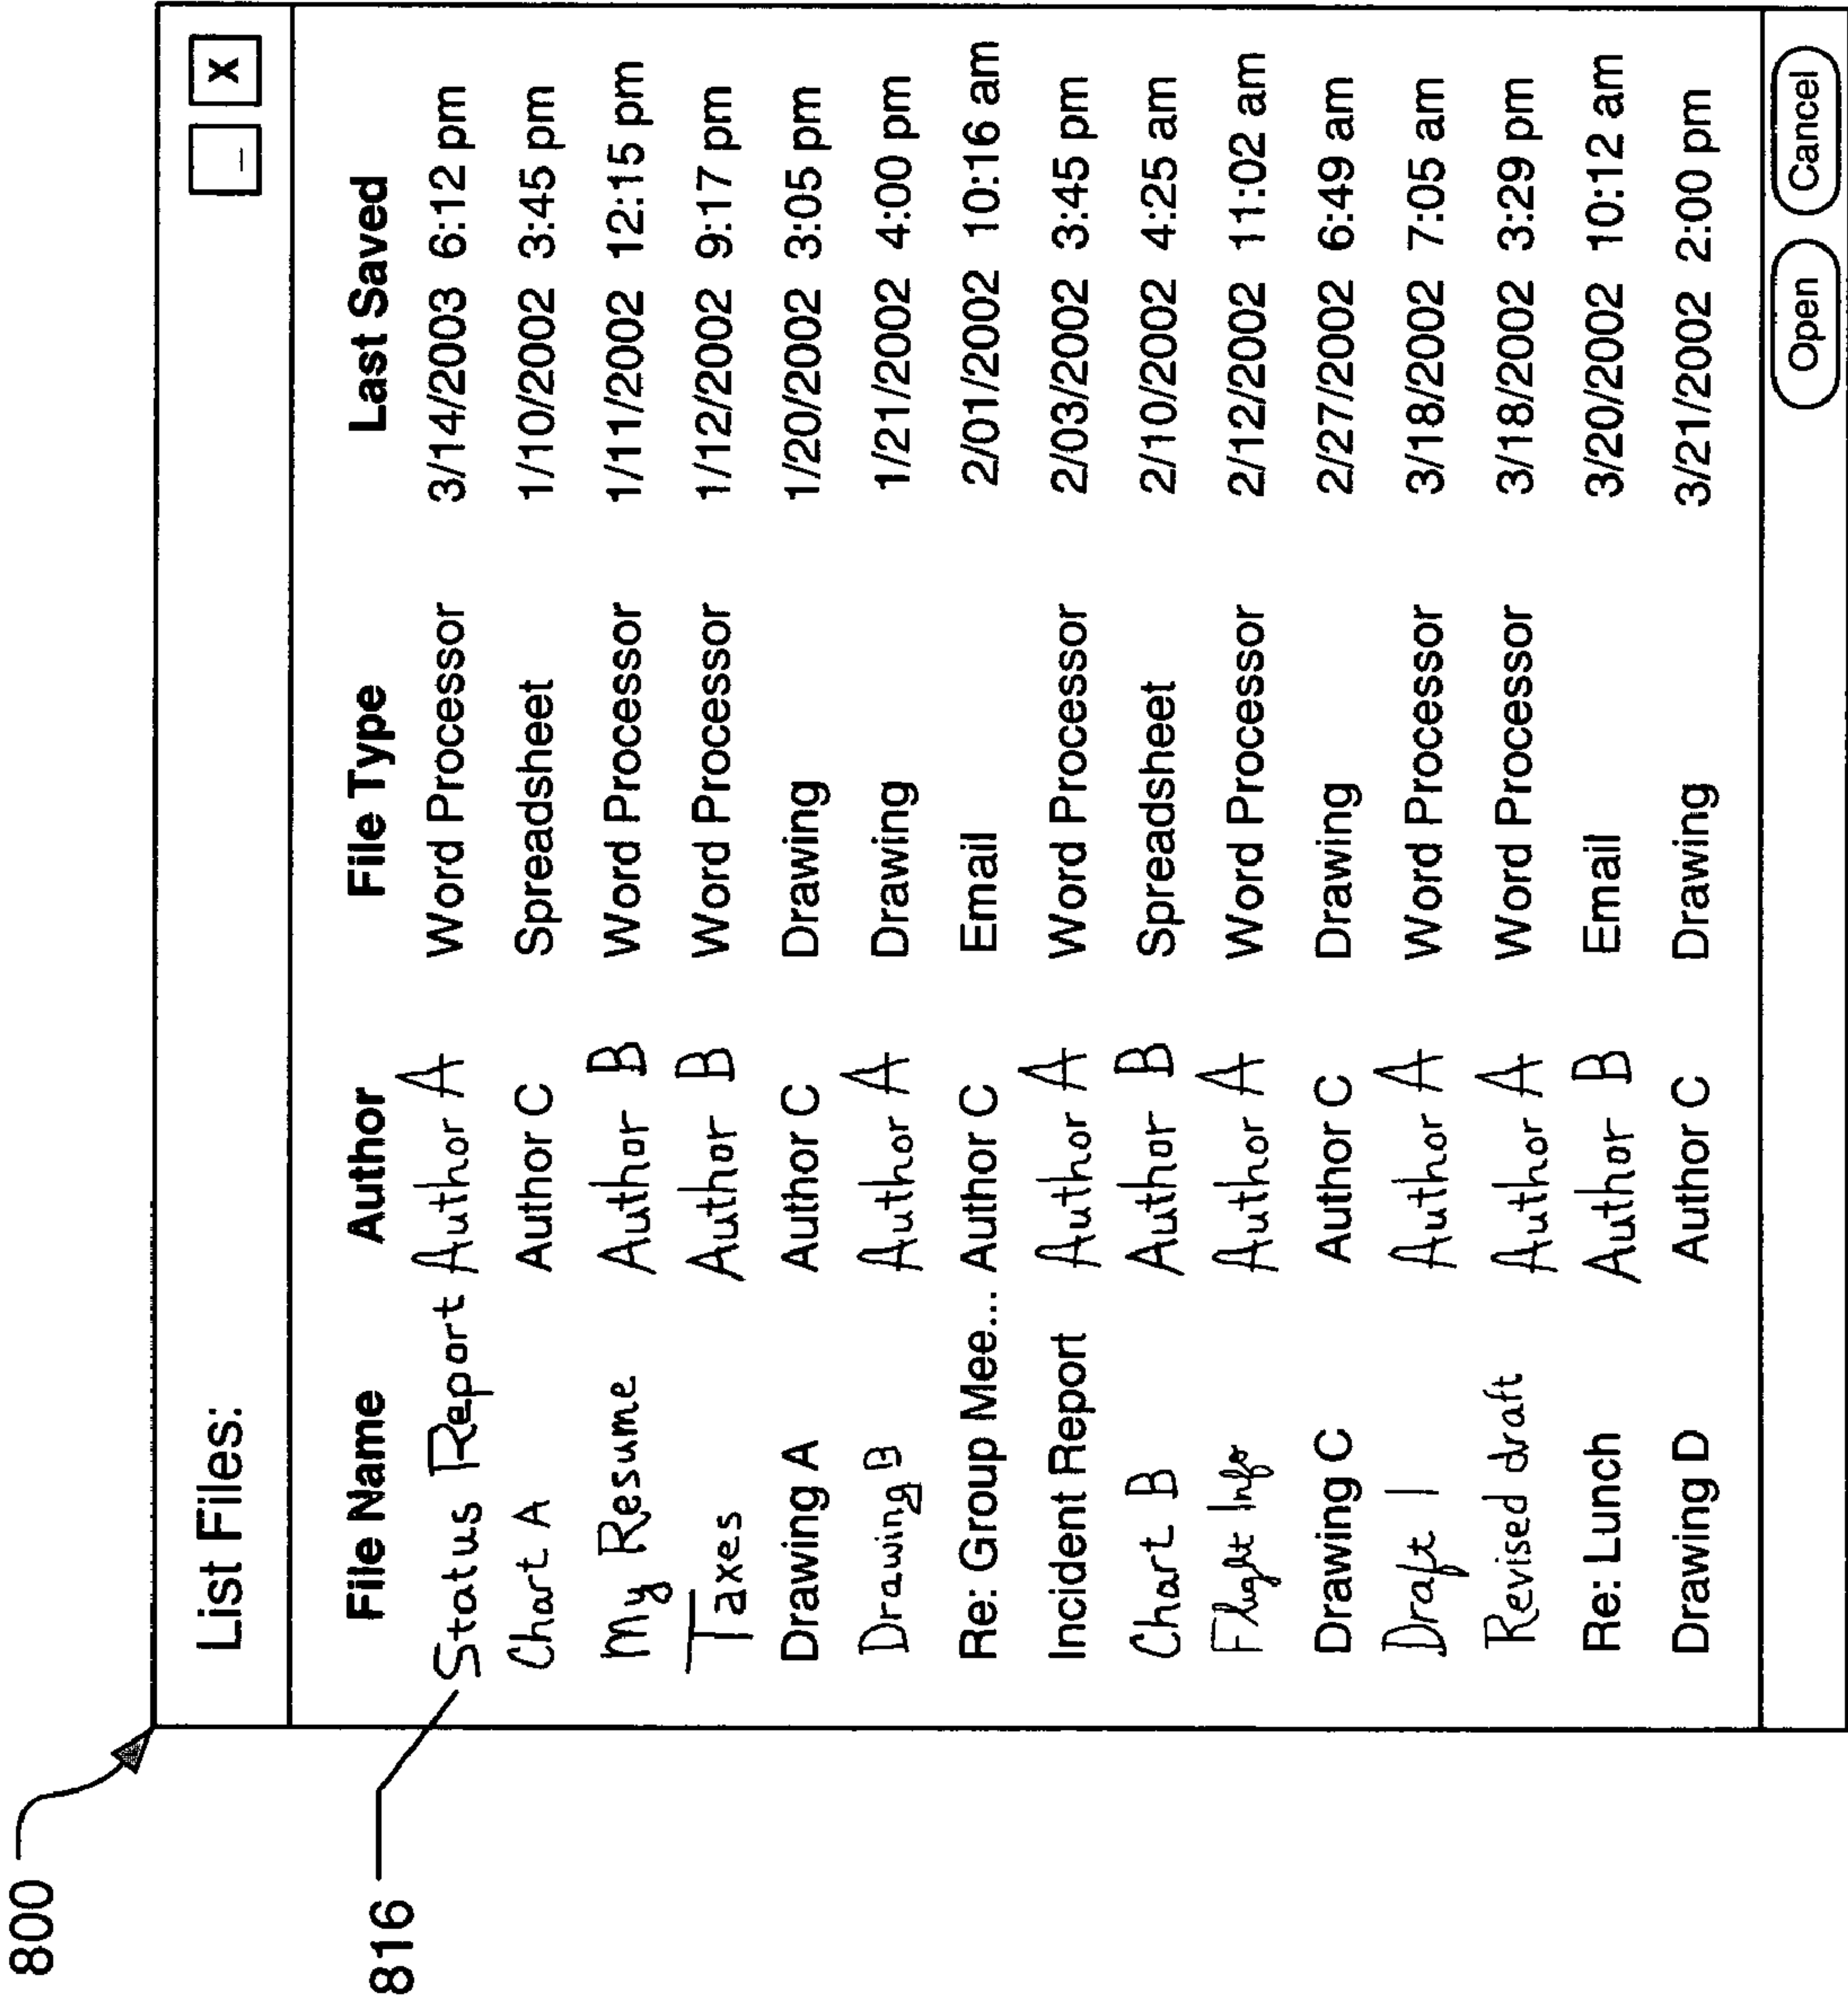 800
List Files: _ X
File Name Author File Type Last Saved
816 Status Report Author A Word Processor 3/14/2003 6:12 pm
Chart A Author C Spreadsheet 1/10/2002 3:45 pm
My Resume Author B Word Processor 1/11/2002 12:15 pm
Taxes Author B Word Processor 1/12/2002 9:17 pm
Drawing A Author C Drawing 1/20/2002 3:05 pm
Drawing B Author A Drawing 1/21/2002 4:00 pm
Re: Group Mee... Author C Email 2/01/2002 10:16 am
Incident Report Author A Word Processor 2/03/2002 3:45 pm
Chart B Author B Spreadsheet 2/10/2002 4:25 am
Flight Info Author A Word Processor 2/12/2002 11:02 am
Drawing C Author C Drawing 2/27/2002 6:49 am
Draft 1 Author A Word Processor 3/18/2002 7:05 am
Revised draft Author A Word Processor 3/18/2002 3:29 pm
Re: Lunch Author B Email 3/20/2002 10:12 am
Drawing D Author C Drawing 3/21/2002 2:00 pm
Open Cancel